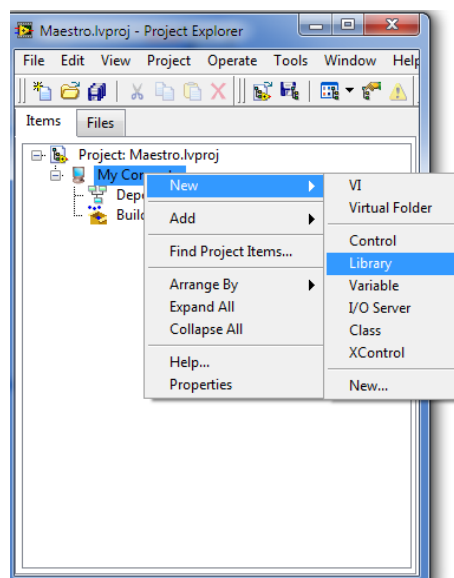 Maestro.lvproj - Project Explorer
File Edit View Project Operate Tools Window Help
Items Files
Project: Maestro.lvproj
My
New
Add
Find Project Items...
Arrange By
Expand All
Collapse All
Help...
Properties
VI
Virtual Folder
Control
Library
Variable
I/O Server
Class
XControl
New...